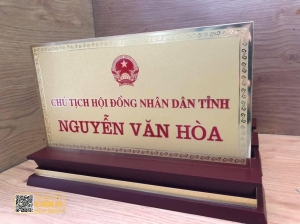 CHỦ TỊCH HỘI ĐỒNG NHÂN DÂN TỈNH
NGUYỄN VĂN HÒA